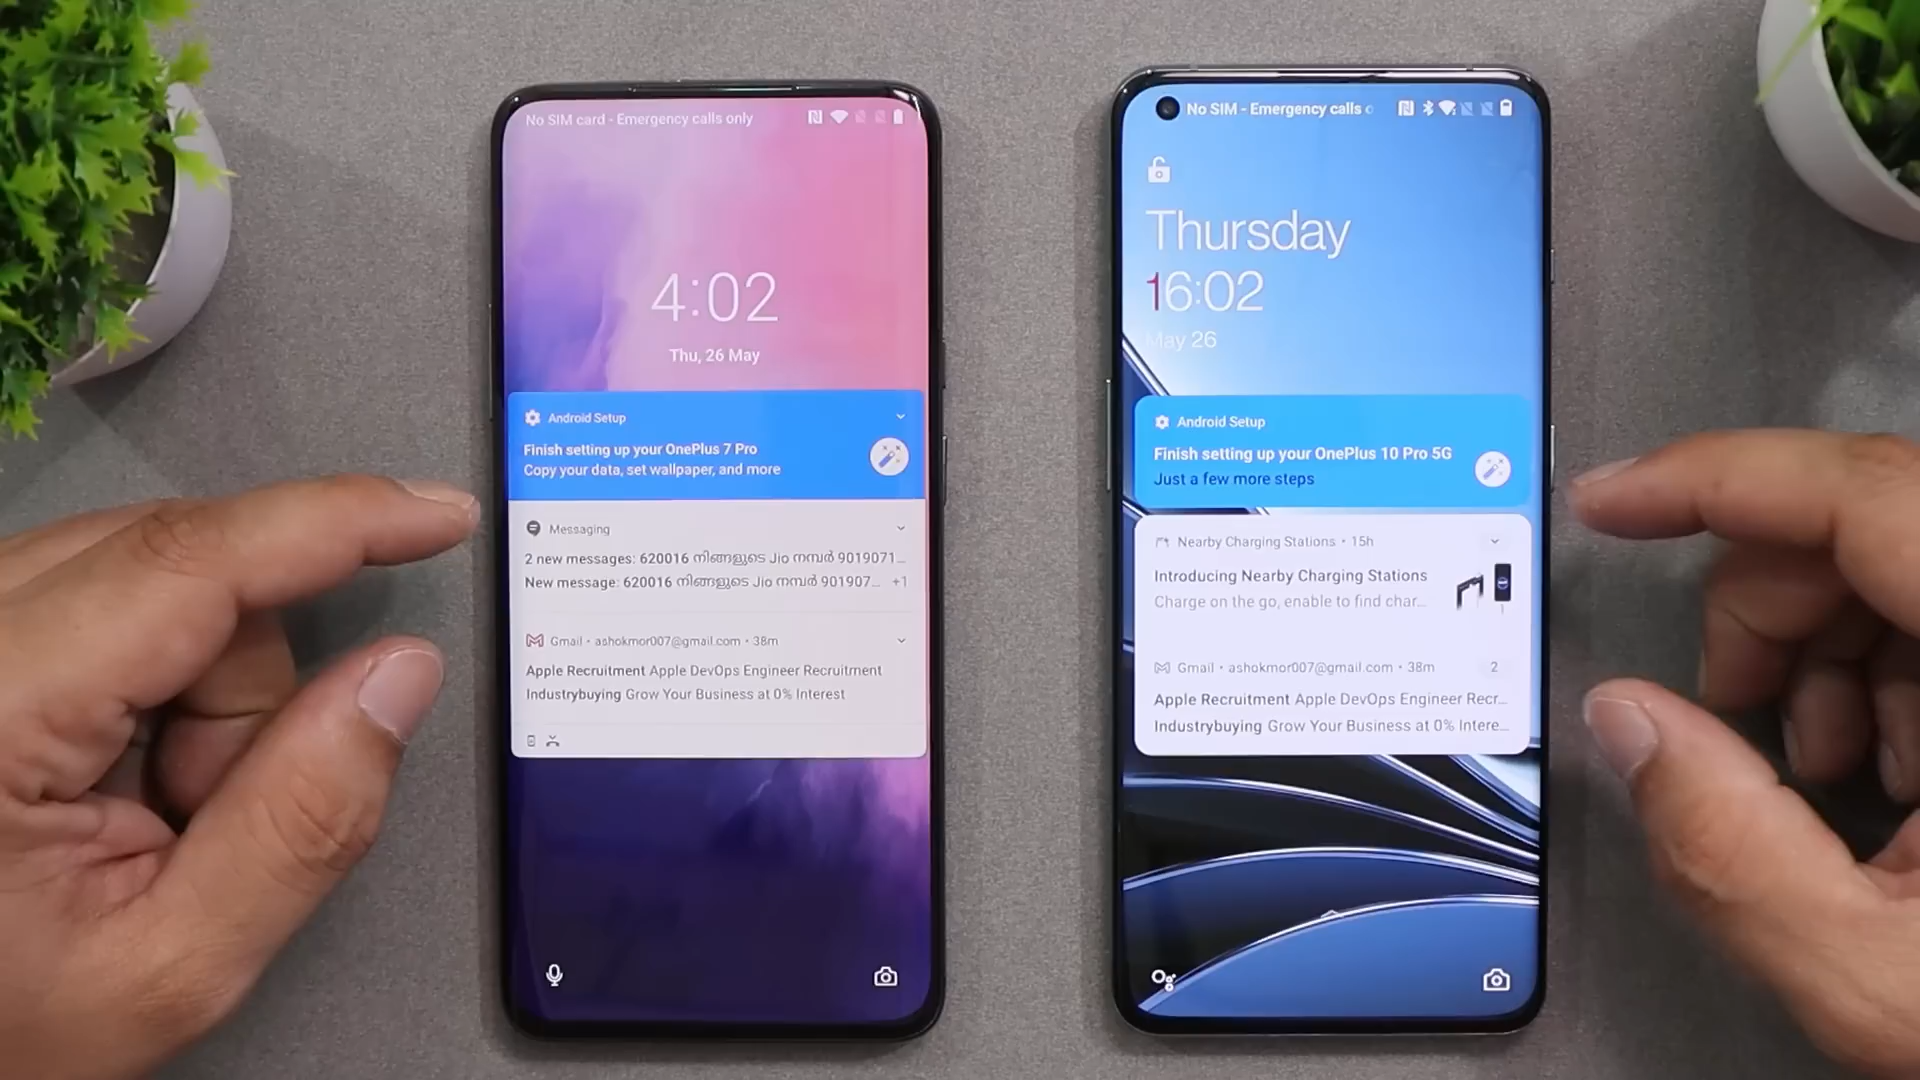 No SIM card - Emergency calls only
4:02
Thu, 26 May
Android Setup
Finish setting up your OnePlus 7 Pro
Copy your data, set wallpaper, and more
Messaging
2 new messages: 620016 നിങ്ങളുടെ Jio നമ്പർ 9019071...
New message: 620016 നിങ്ങളുടെ Jio നമ്പർ 901907... +1
Gmail • ashokmor007@gmail.com • 38m
Apple Recruitment Apple DevOps Engineer Recruitment
Industrybuying Grow Your Business at 0% Interest
No SIM - Emergency calls
Thursday
16:02
May 26
Android Setup
Finish setting up your OnePlus 10 Pro 5G
Just a few more steps
Nearby Charging Stations • 15h
Introducing Nearby Charging Stations
Charge on the go, enable to find char...
Gmail • ashokmor007@gmail.com • 38m 2
Apple Recruitment Apple DevOps Engineer Recr...
Industrybuying Grow Your Business at 0% Intere...